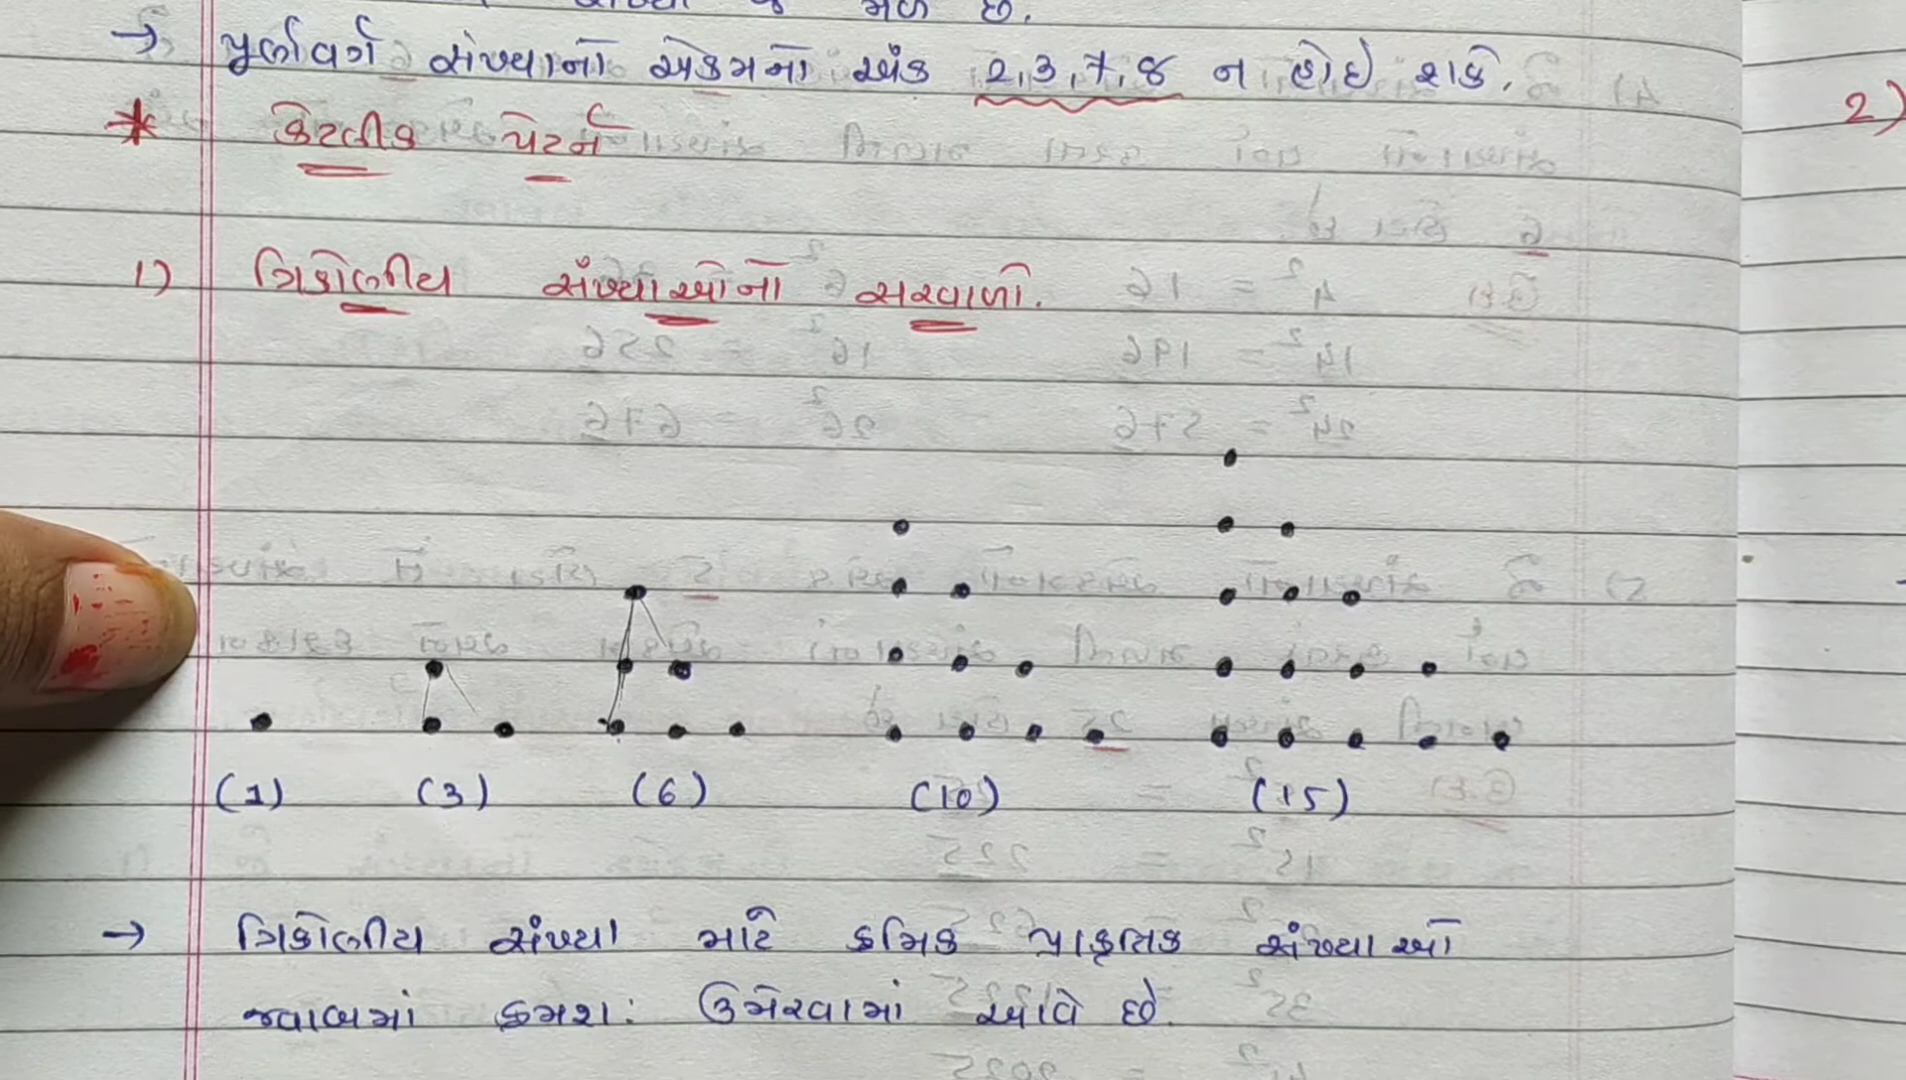 → પૂર્ણવર્ગ સંખ્યાનો એકમનો અંક 2,3,7,8 ન હોઈ શકે.
* કેટલીક પેટર્ન
2)
1) ત્રિકોણીય સંખ્યાઓનો સરવાળો.
(1) (3) (6) (10) (15)
→ ત્રિકોણીય સંખ્યા માટે ક્રમિક પ્રાકૃતિક સંખ્યાઓ
જવાબમાં ક્રમશઃ ઉમેરવામાં આવે છે.